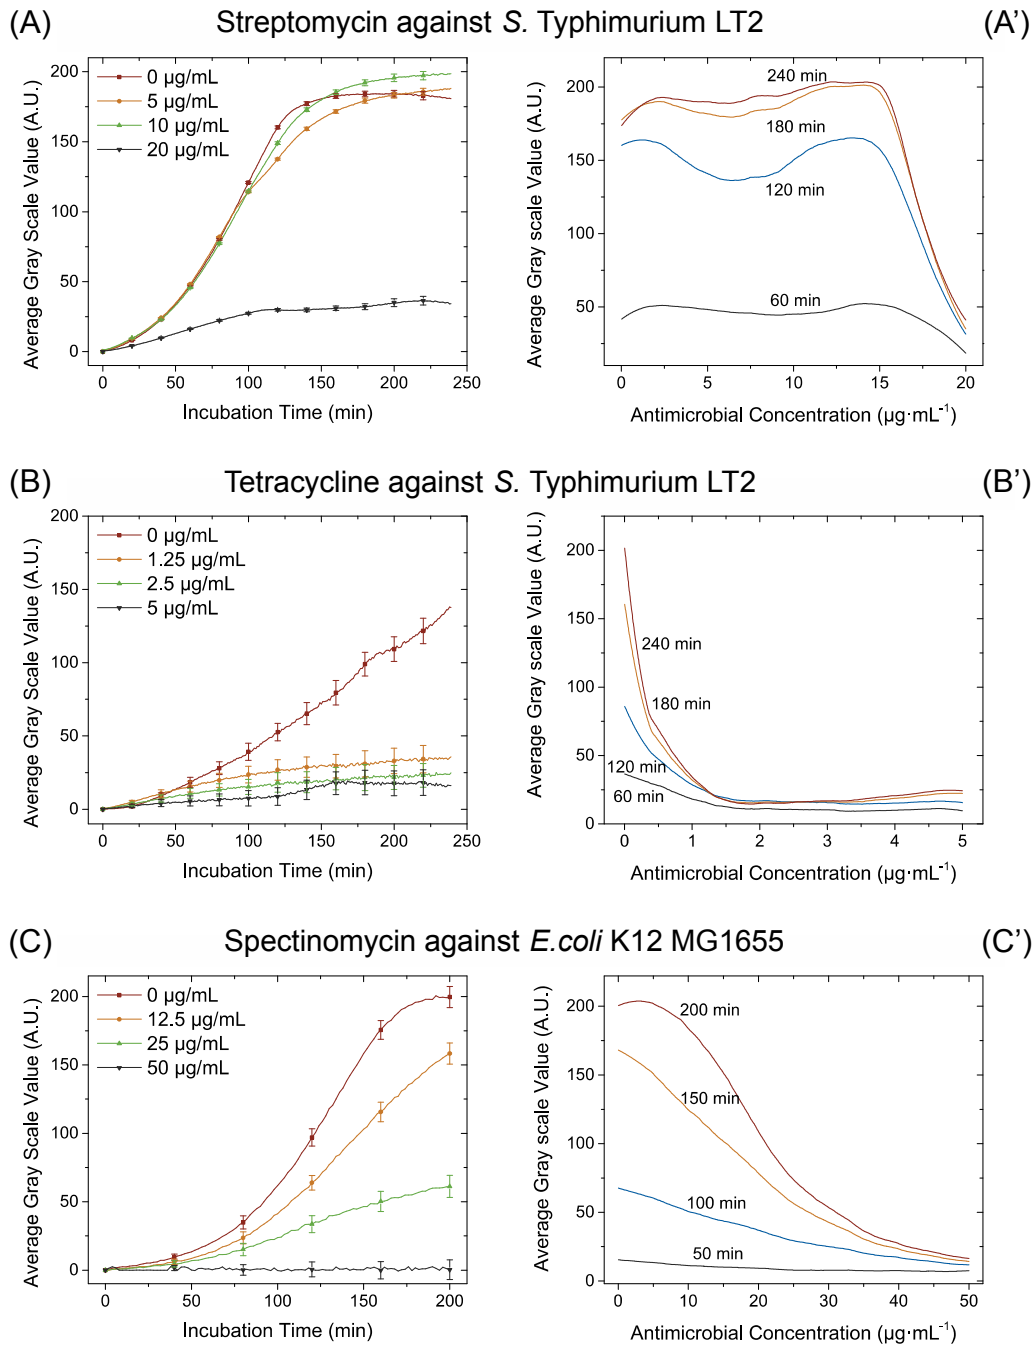 (A)
Streptomycin against S. Typhimurium LT2
(A')
Average Gray Scale Value (A.U.)
200
150
100
50
0
0 µg/mL
5 µg/mL
10 µg/mL
20 µg/mL
0 50 100 150 200 250
Incubation Time (min)
Average Gray scale Value (A.U.)
200
150
100
50
240 min
180 min
120 min
60 min
0 5 10 15 20
Antimicrobial Concentration (µg·mL⁻¹)
(B)
Tetracycline against S. Typhimurium LT2
(B')
Average Gray Scale Value (A.U.)
200
150
100
50
0
0 µg/mL
1.25 µg/mL
2.5 µg/mL
5 µg/mL
0 50 100 150 200 250
Incubation Time (min)
Average Gray scale Value (A.U.)
200
150
100
50
0
240 min
180 min
120 min
60 min
0 1 2 3 4 5
Antimicrobial Concentration (µg·mL⁻¹)
(C)
Spectinomycin against E.coli K12 MG1655
(C')
Average Gray Scale Value (A.U.)
200
150
100
50
0
0 µg/mL
12.5 µg/mL
25 µg/mL
50 µg/mL
0 50 100 150 200
Incubation Time (min)
Average Gray scale Value (A.U.)
200
150
100
50
0
200 min
150 min
100 min
50 min
0 10 20 30 40 50
Antimicrobial Concentration (µg·mL⁻¹)